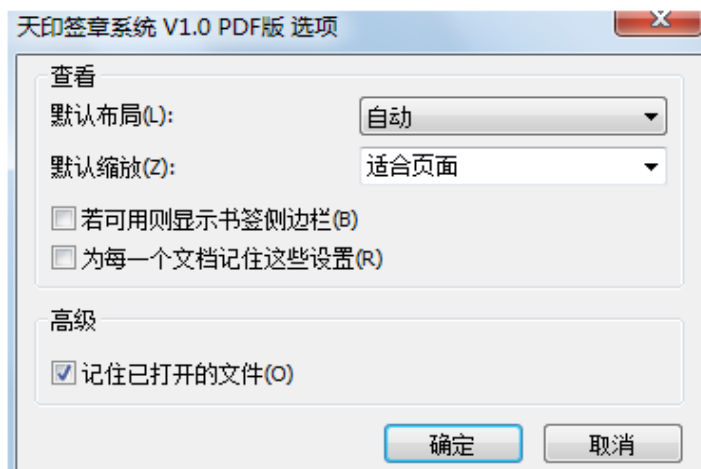 天印签章系统 V1.0 PDF版 选项
查看
默认布局(L): 自动
默认缩放(Z): 适合页面
若可用则显示书签侧边栏(B)
为每一个文档记住这些设置(R)
高级
记住已打开的文件(O)
确定 取消